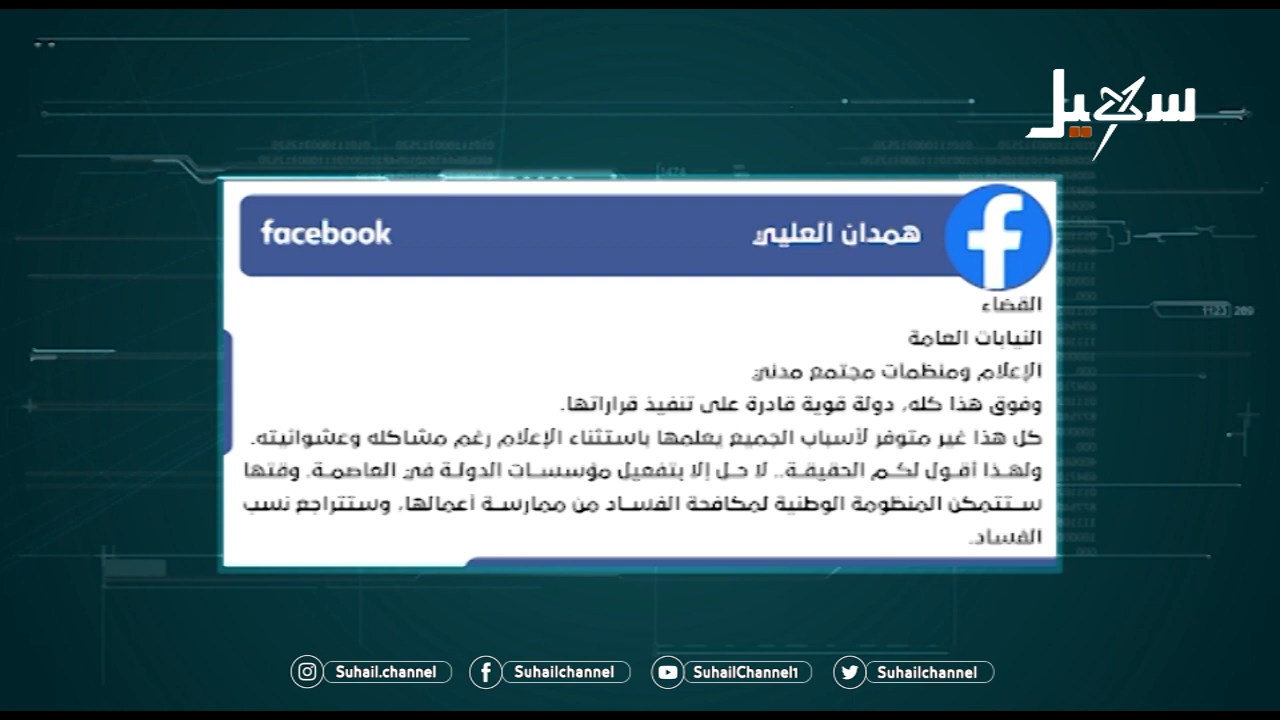 سهيل
facebook
همدان العليي
القضاء
النيابات العامة
الإعلام ومنظمات مجتمع مدني
وفوق هذا كله، دولة قوية قادرة على تنفيذ قراراتها.
كل هذا غير متوفر لأسباب الجميع يعلمها باستثناء الإعلام رغم مشاكله وعشوائيته.
ولهذا أقول لكم الحقيقة.. لا حل إلا بتفعيل مؤسسات الدولة في العاصمة، وقتها
ستتمكن المنظومة الوطنية لمكافحة الفساد من ممارسة أعمالها، وستتراجع نسب
الفساد.
1123 289
Suhail.channel
Suhailchannel
SuhailChannel1
Suhailchannel